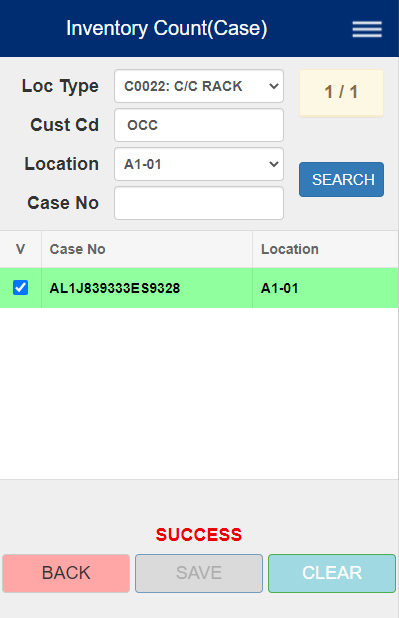 Inventory Count(Case)
Loc Type C0022: C/C RACK 1 / 1
Cust Cd OCC
Location A1-01 SEARCH
Case No
V Case No Location
AL1J839333ES9328 A1-01
SUCCESS
BACK SAVE CLEAR